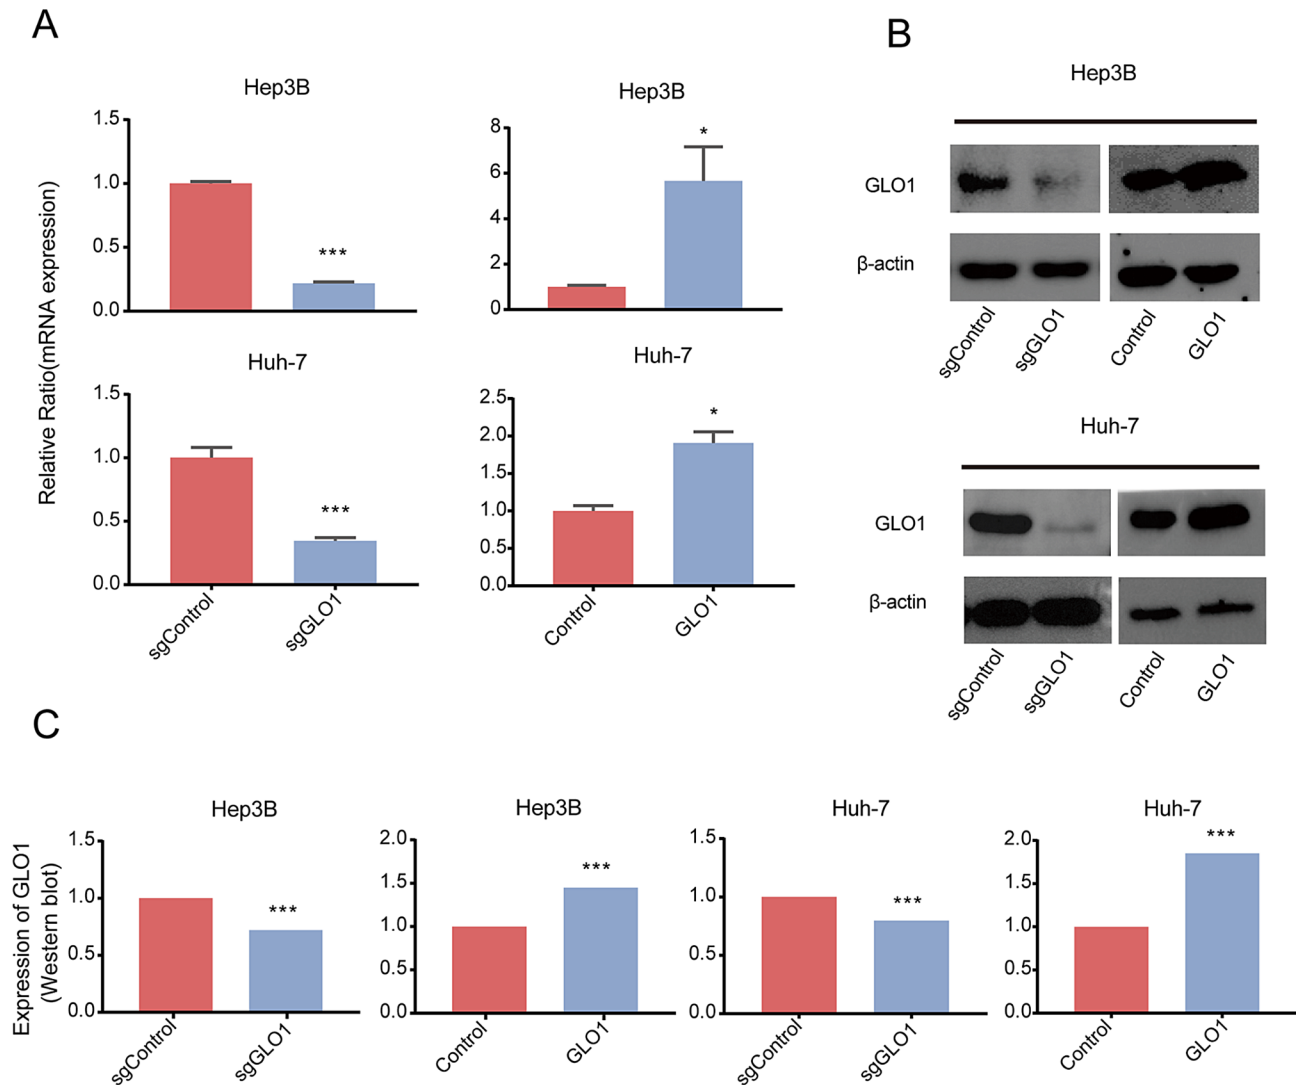 A
B
Hep3B
Hep3B
Hep3B
Relative Ratio(mRNA expression)
1.5
1.0
0.5
0.0
***
8
6
4
2
0
*
GLO1
β-actin
sgControl
sgGLO1
Control
GLO1
Huh-7
1.5
1.0
0.5
0.0
***
sgControl
sgGLO1
Huh-7
2.5
2.0
1.5
1.0
0.5
0.0
*
Control
GLO1
Huh-7
GLO1
β-actin
sgControl
sgGLO1
Control
GLO1
C
Expression of GLO1
(Western blot)
Hep3B
1.5
1.0
0.5
0.0
***
sgControl
sgGLO1
Hep3B
2.0
1.5
1.0
0.5
0.0
***
Control
GLO1
Huh-7
1.5
1.0
0.5
0.0
***
sgControl
sgGLO1
Huh-7
2.0
1.5
1.0
0.5
0.0
***
Control
GLO1